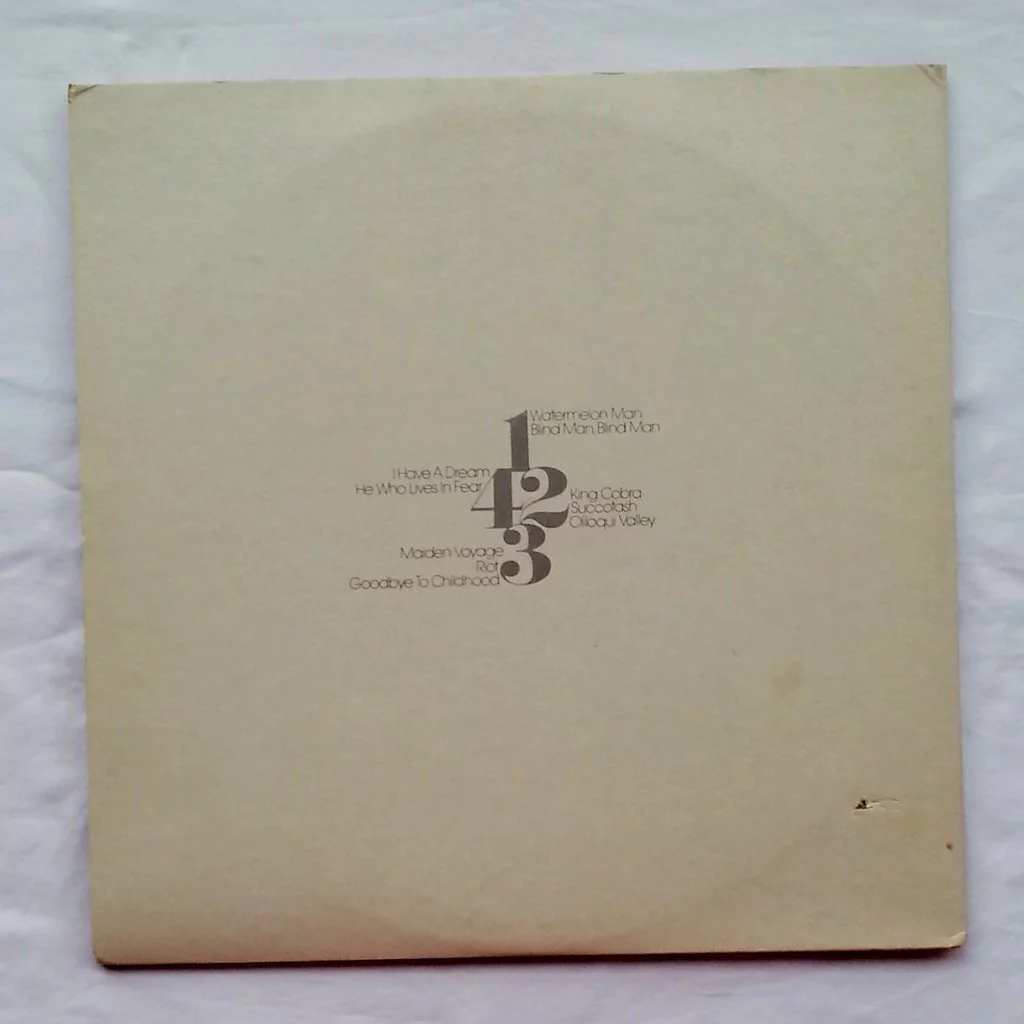 1
Watermelon Man
Blind Man, Blind Man
4
I Have A Dream
He Who Lives In Fear
2
King Cobra
Succotash
Oliloqui Valley
3
Maiden Voyage
Riot
Goodbye To Childhood